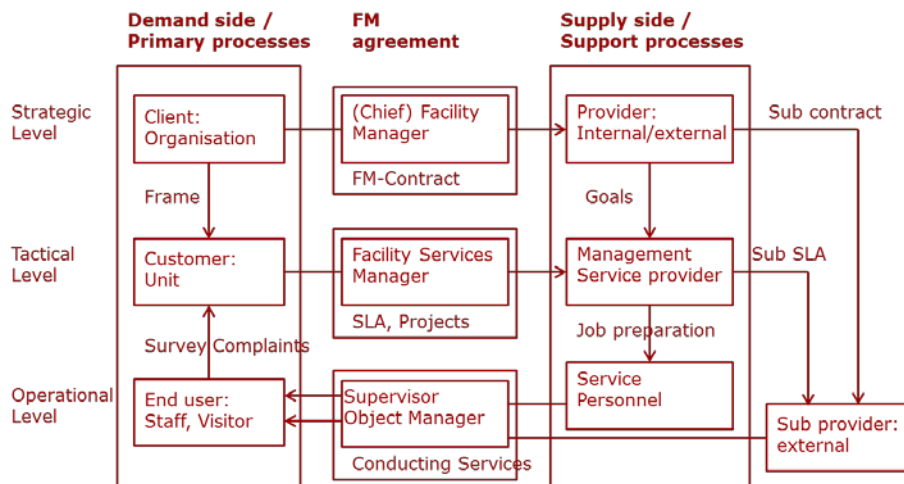 Demand side /
Primary processes
FM
agreement
Supply side /
Support processes
Strategic
Level
Client:
Organisation
(Chief) Facility
Manager
FM-Contract
Provider:
Internal/external
Sub contract
Frame
Goals
Tactical
Level
Customer:
Unit
Facility Services
Manager
SLA, Projects
Management
Service provider
Sub SLA
Survey Complaints
Job preparation
Operational
Level
End user:
Staff, Visitor
Supervisor
Object Manager
Conducting Services
Service
Personnel
Sub provider:
external